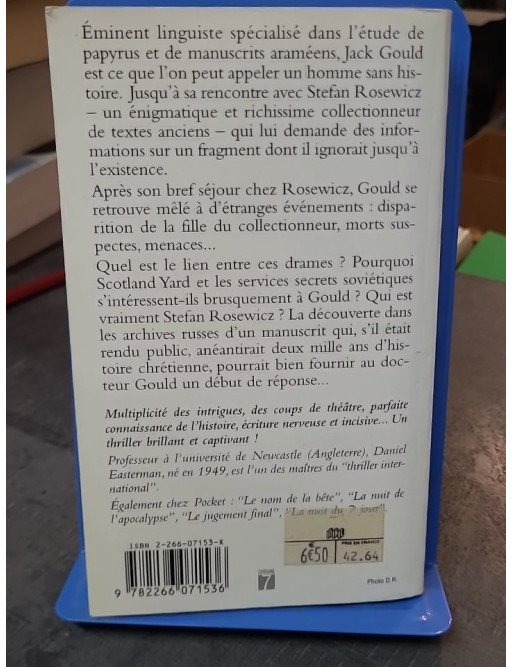 Éminent linguiste spécialisé dans l'étude de
papyrus et de manuscrits araméens, Jack Gould
est ce que l'on peut appeler un homme sans his-
toire. Jusqu'à sa rencontre avec Stefan Rosewicz
– un énigmatique et richissime collectionneur
de textes anciens – qui lui demande des infor-
mations sur un fragment dont il ignorait jusqu'à
l'existence.
Après son bref séjour chez Rosewicz, Gould se
retrouve mêlé à d'étranges événements : dispa-
rition de la fille du collectionneur, morts sus-
pectes, menaces...
Quel est le lien entre ces drames ? Pourquoi
Scotland Yard et les services secrets soviétiques
s'intéressent-ils brusquement à Gould ? Qui est
vraiment Stefan Rosewicz ? La découverte dans
les archives russes d'un manuscrit qui, s'il était
rendu public, anéantirait deux mille ans d'his-
toire chrétienne, pourrait bien fournir au doc-
teur Gould un début de réponse...
Multiplicité des intrigues, des coups de théâtre, parfaite
connaissance de l'histoire, écriture nerveuse et incisive... Un
thriller brillant et captivant !
Professeur à l'université de Newcastle (Angleterre), Daniel
Easterman, né en 1949, est l'un des maîtres du "thriller inter-
national".
Également chez Pocket : "Le nom de la bête", "La nuit de
l'apocalypse", "Le jugement final", "La nuit du 7e jour".
ISBN 2-266-07153-X
9 782266 071536
CATÉGORIE
7
€
6€50
PRIX EN FRANCE
42.64
Photo D.R.